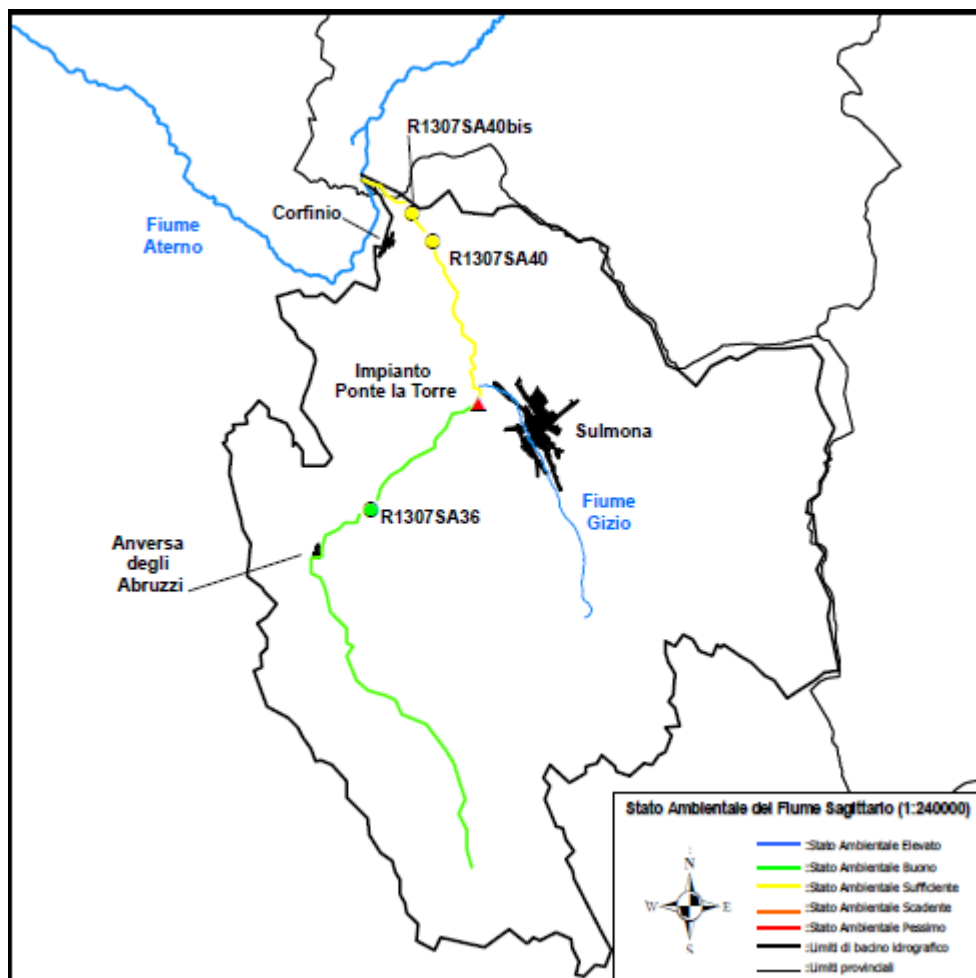 R1307SA40bis
Corfinio
Fiume
Aterno
R1307SA40
Impianto
Ponte la Torre
Sulmona
R1307SA36
Fiume
Gizio
Anversa
degli
Abruzzi
Stato Ambientale del Fiume Sagittario (1:240000)
:Stato Ambientale Elevato
:Stato Ambientale Buono
:Stato Ambientale Sufficiente
:Stato Ambientale Scadente
:Stato Ambientale Pessimo
:Limiti di bacino idrografico
:Limiti provinciali
N
W E
S